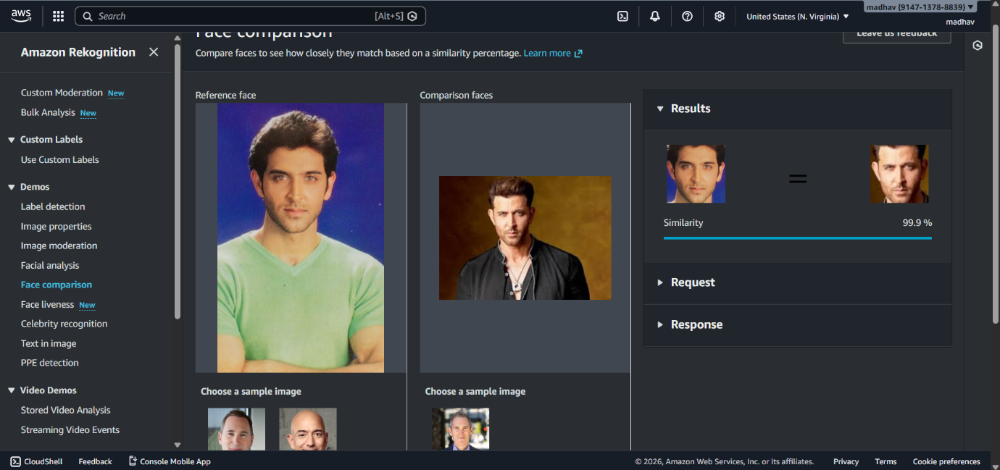 aws
Search [Alt+S]
United States (N. Virginia)
madhav (9147-1378-8839)
madhav
Amazon Rekognition
Custom Moderation New
Bulk Analysis New
Custom Labels
Use Custom Labels
Demos
Label detection
Image properties
Image moderation
Facial analysis
Face comparison
Face liveness New
Celebrity recognition
Text in image
PPE detection
Video Demos
Stored Video Analysis
Streaming Video Events
Face comparison
Leave us feedback
Compare faces to see how closely they match based on a similarity percentage. Learn more
Reference face
Choose a sample image
Comparison faces
Choose a sample image
Results
=
Similarity 99.9 %
Request
Response
CloudShell Feedback Console Mobile App © 2026, Amazon Web Services, Inc. or its affiliates. Privacy Terms Cookie preferences